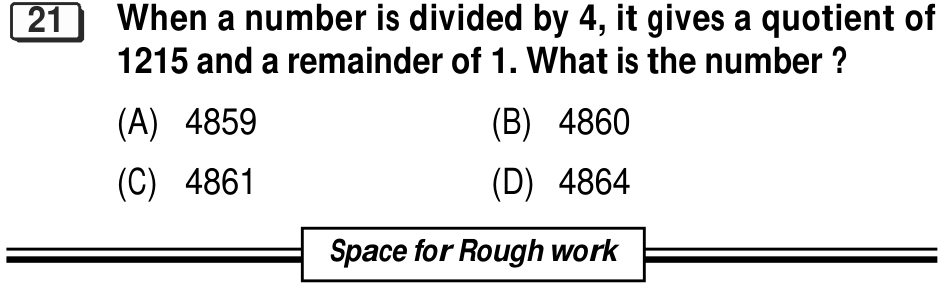 21 When a number is divided by 4, it gives a quotient of
1215 and a remainder of 1. What is the number ?
(A) 4859 (B) 4860
(C) 4861 (D) 4864
Space for Rough work